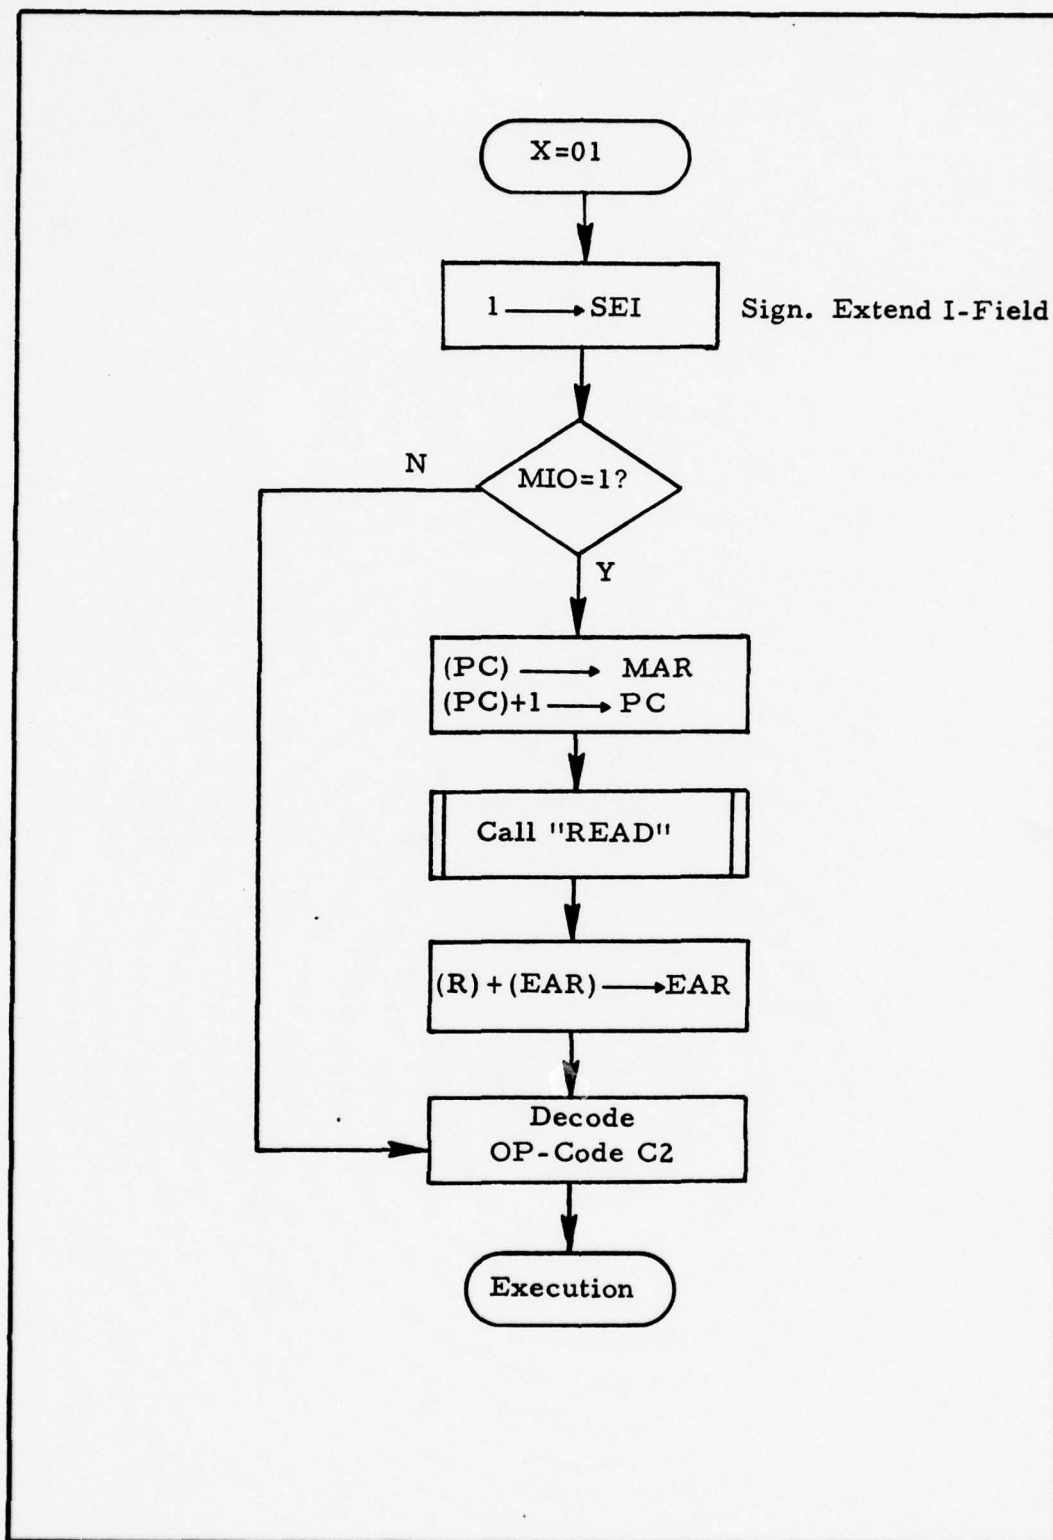 X=01
1 → SEI
Sign. Extend I-Field
MIO=1?
N
Y
(PC) → MAR
(PC)+1 → PC
Call "READ"
(R)+(EAR) → EAR
Decode
OP-Code C2
Execution